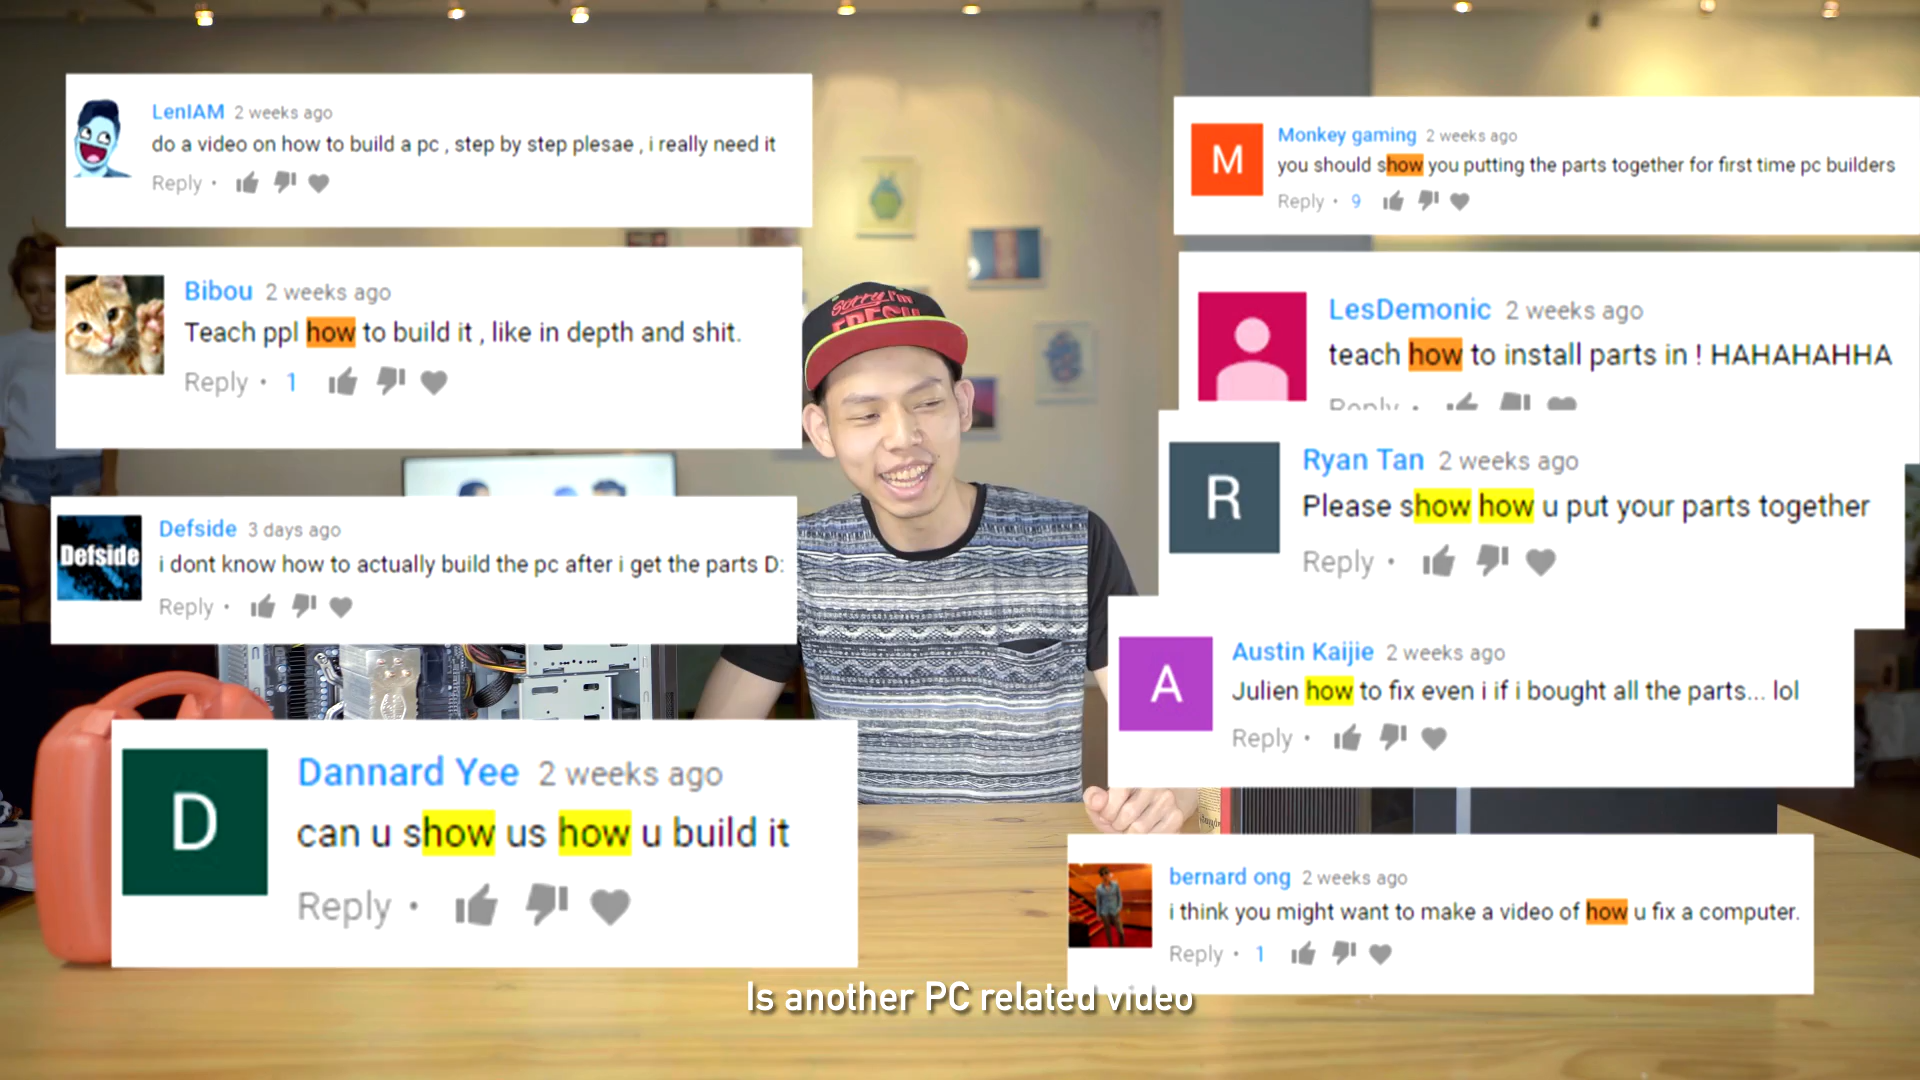 LenIAM 2 weeks ago
do a video on how to build a pc , step by step plesae , i really need it
Reply •
Bibou 2 weeks ago
Teach ppl how to build it , like in depth and shit.
Reply • 1
Defside
Defside 3 days ago
i dont know how to actually build the pc after i get the parts D:
Reply •
D
Dannard Yee 2 weeks ago
can u show us how u build it
Reply •
Sorry I'm
FRESH
M
Monkey gaming 2 weeks ago
you should show you putting the parts together for first time pc builders
Reply • 9
LesDemonic 2 weeks ago
teach how to install parts in ! HAHAHAHHA
Reply •
R
Ryan Tan 2 weeks ago
Please show how u put your parts together
Reply •
A
Austin Kaijie 2 weeks ago
Julien how to fix even i if i bought all the parts... lol
Reply •
bernard ong 2 weeks ago
i think you might want to make a video of how u fix a computer.
Reply • 1
Is another PC related video